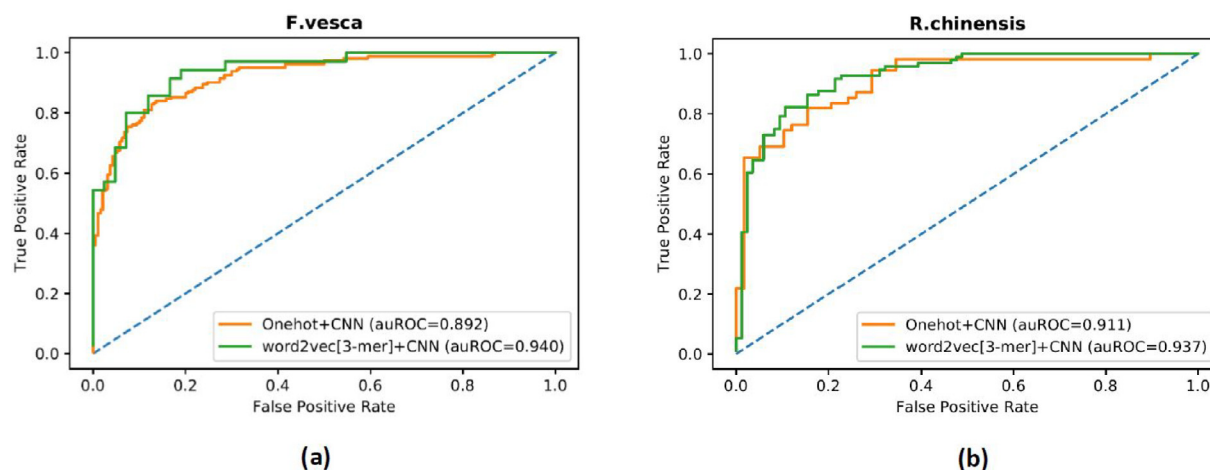 F.vesca
1.0
0.8
0.6
0.4
0.2
0.0
True Positive Rate
Onehot+CNN (auROC=0.892)
word2vec[3-mer]+CNN (auROC=0.940)
0.0 0.2 0.4 0.6 0.8 1.0
False Positive Rate
(a)
R.chinensis
1.0
0.8
0.6
0.4
0.2
0.0
True Positive Rate
Onehot+CNN (auROC=0.911)
word2vec[3-mer]+CNN (auROC=0.937)
0.0 0.2 0.4 0.6 0.8 1.0
False Positive Rate
(b)